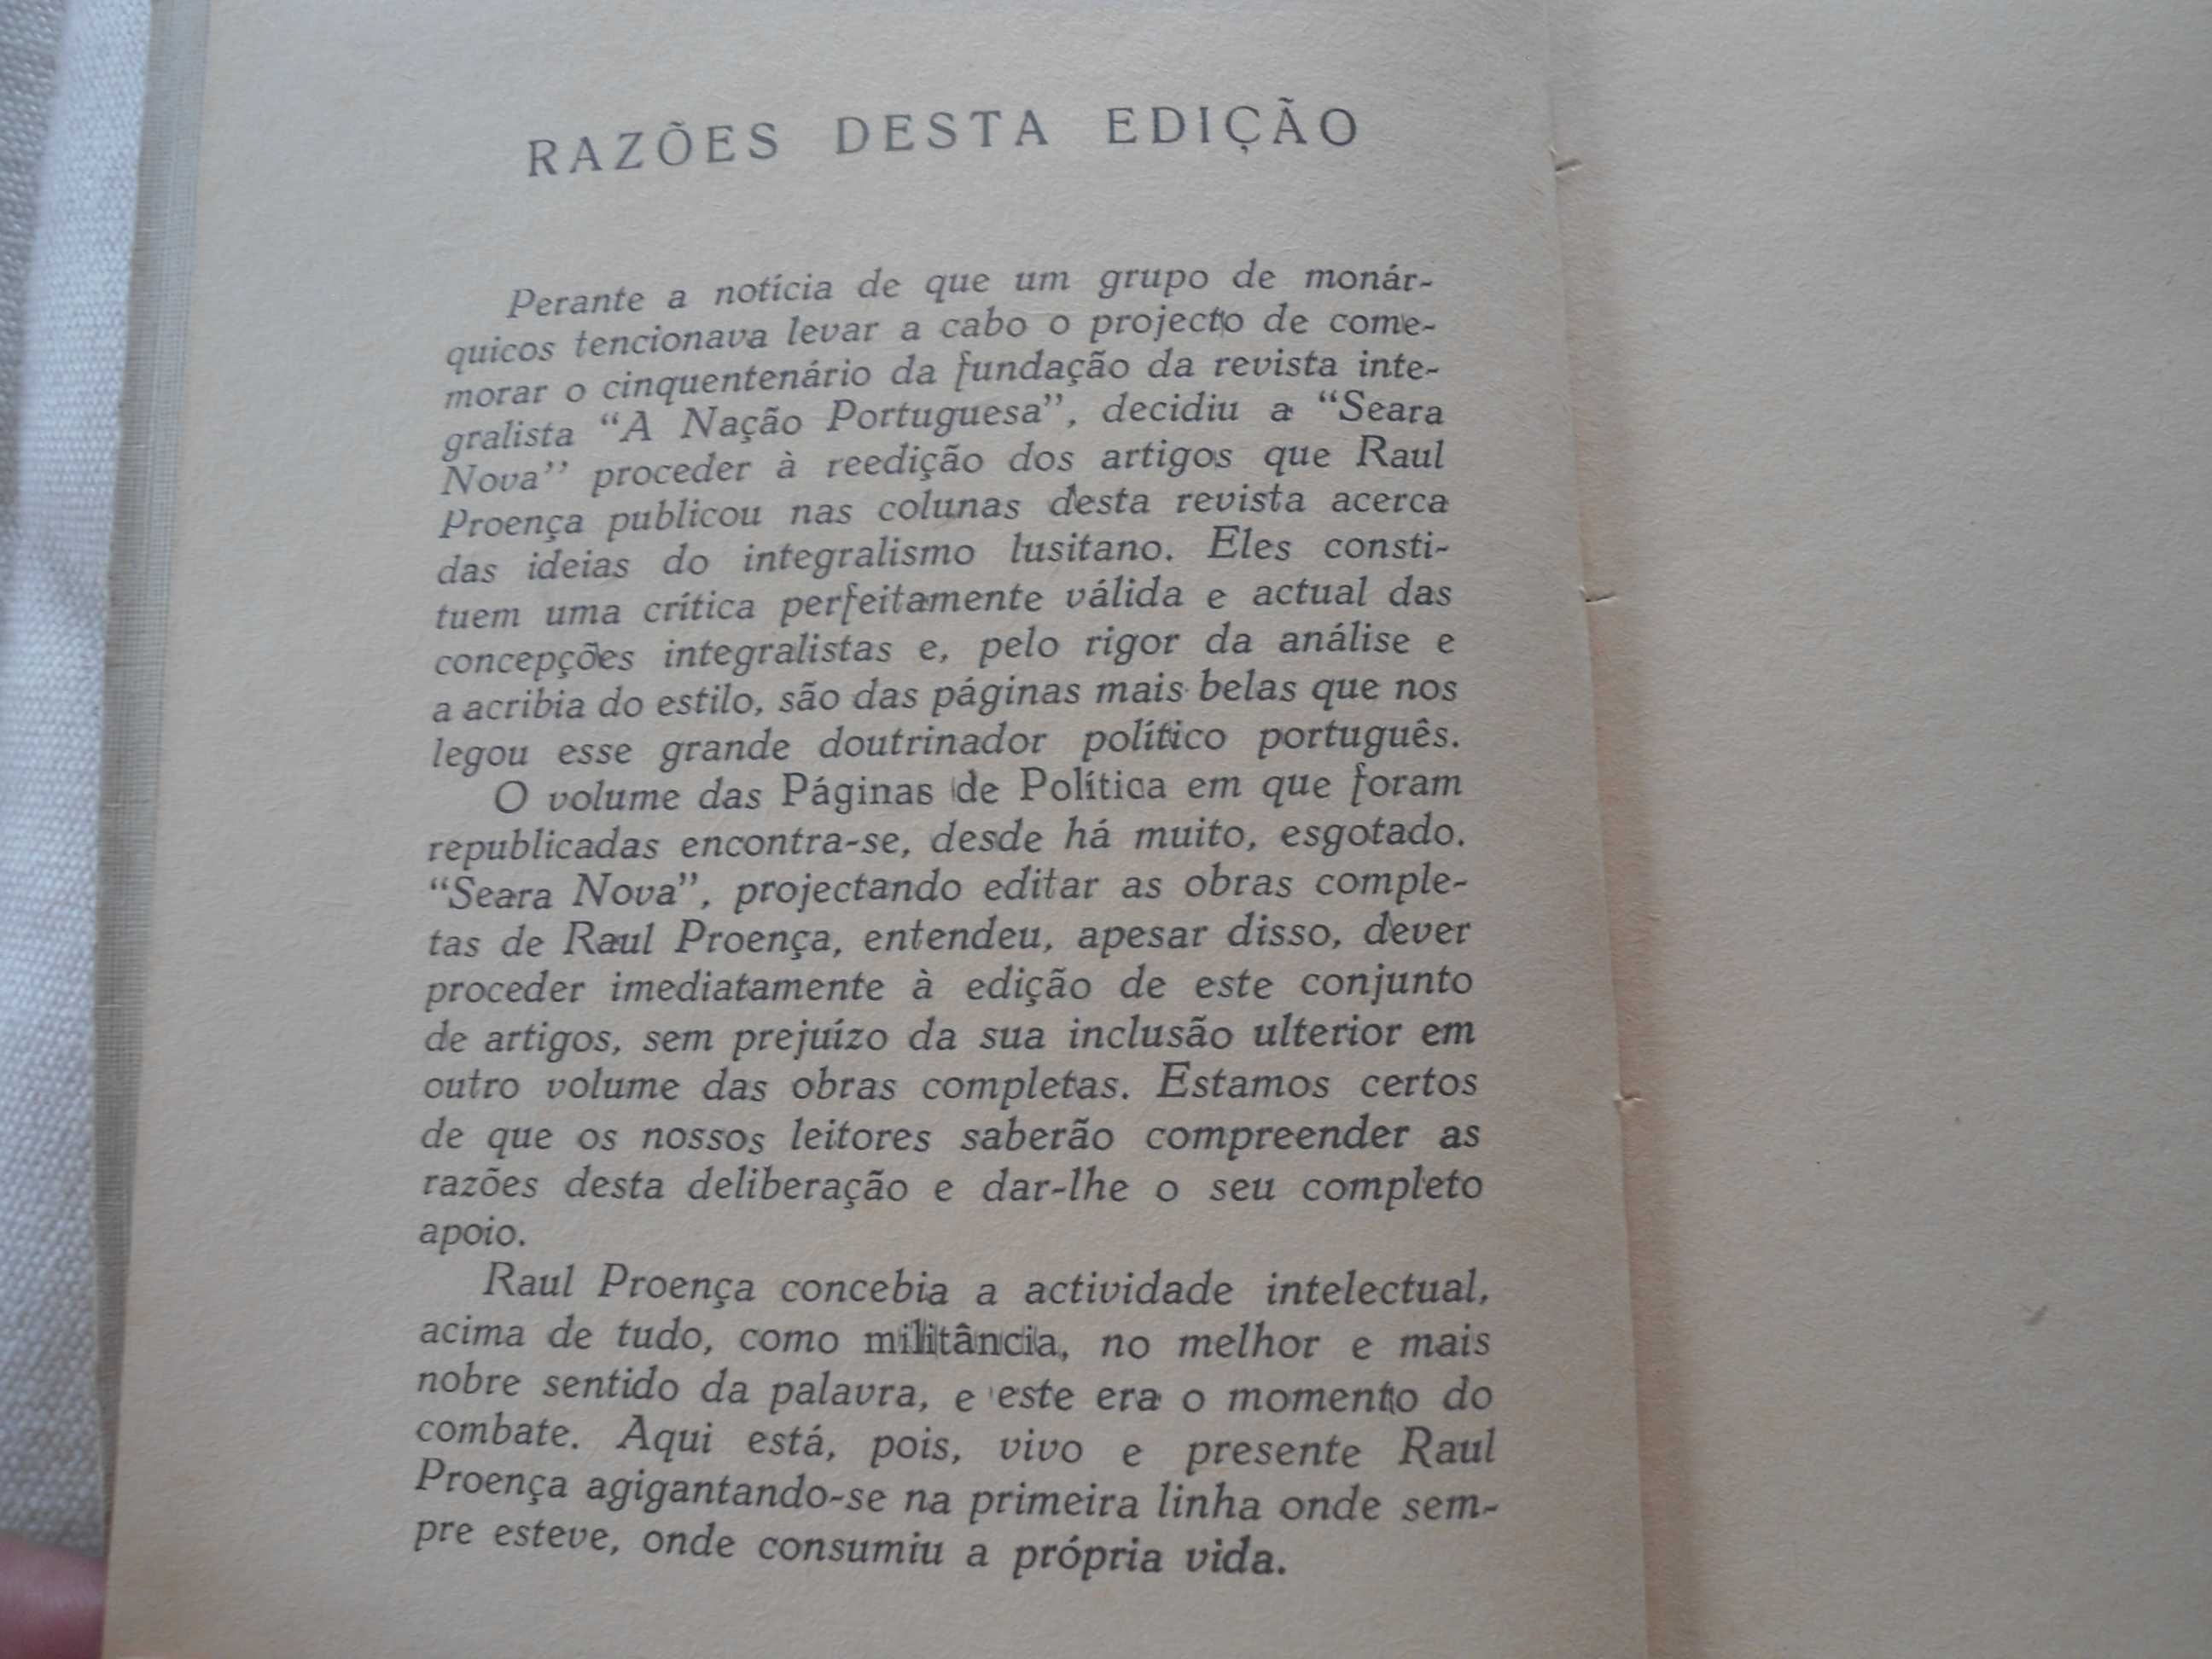 RAZÕES DESTA EDIÇÃO
Perante a notícia de que um grupo de monár-
quicos tencionava levar a cabo o projecto de come-
morar o cinquentenário da fundação da revista inte-
gralista “A Nação Portuguesa”, decidiu a “Seara
Nova” proceder à reedição dos artigos que Raul
Proença publicou nas colunas desta revista acerca
das ideias do integralismo lusitano. Eles consti-
tuem uma crítica perfeitamente válida e actual das
concepções integralistas e, pelo rigor da análise e
a acribia do estilo, são das páginas mais belas que nos
legou esse grande doutrinador político português.
O volume das Páginas de Política em que foram
republicadas encontra-se, desde há muito, esgotado.
“Seara Nova”, projectando editar as obras comple-
tas de Raul Proença, entendeu, apesar disso, dever
proceder imediatamente à edição de este conjunto
de artigos, sem prejuízo da sua inclusão ulterior em
outro volume das obras completas. Estamos certos
de que os nossos leitores saberão compreender as
razões desta deliberação e dar-lhe o seu completo
apoio.
Raul Proença concebia a actividade intelectual,
acima de tudo, como militância, no melhor e mais
nobre sentido da palavra, e este era o momento do
combate. Aqui está, pois, vivo e presente Raul
Proença agigantando-se na primeira linha onde sem-
pre esteve, onde consumiu a própria vida.